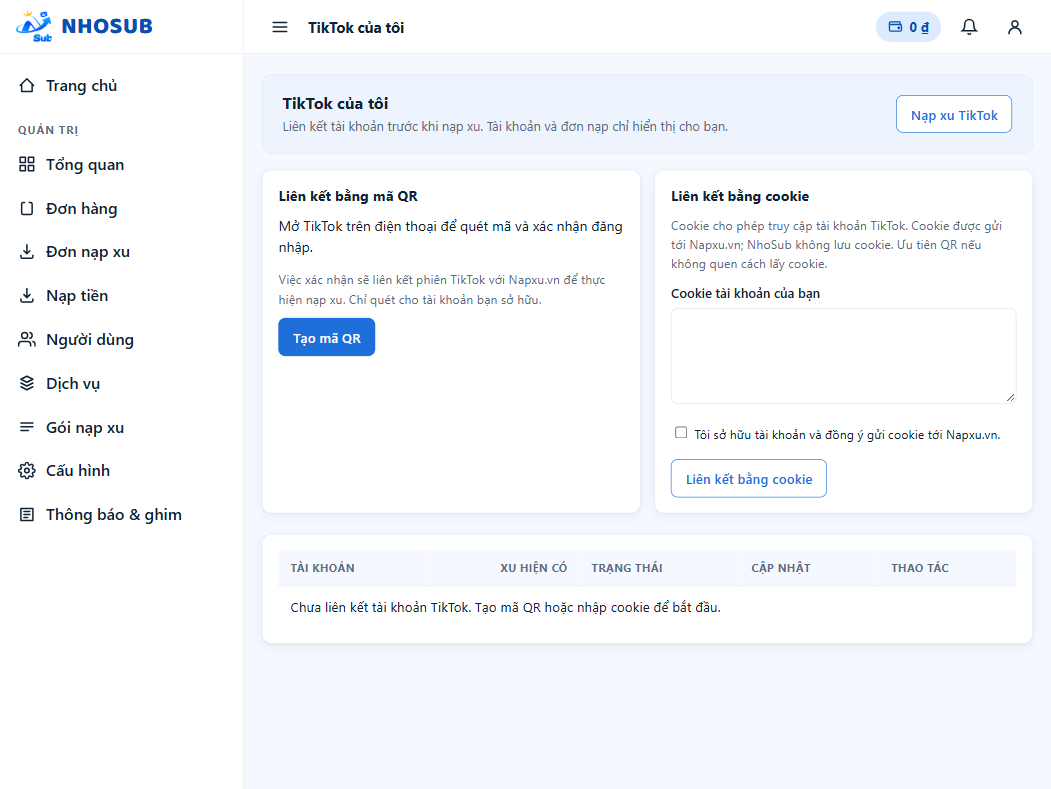 Sub
NHOSUB
TikTok của tôi
0 ₫
Trang chủ
QUẢN TRỊ
Tổng quan
Đơn hàng
Đơn nạp xu
Nạp tiền
Người dùng
Dịch vụ
Gói nạp xu
Cấu hình
Thông báo & ghim
TikTok của tôi
Liên kết tài khoản trước khi nạp xu. Tài khoản và đơn nạp chỉ hiển thị cho bạn.
Nạp xu TikTok
Liên kết bằng mã QR
Mở TikTok trên điện thoại để quét mã và xác nhận đăng
nhập.
Việc xác nhận sẽ liên kết phiên TikTok với Napxu.vn để thực
hiện nạp xu. Chỉ quét cho tài khoản bạn sở hữu.
Tạo mã QR
Liên kết bằng cookie
Cookie cho phép truy cập tài khoản TikTok. Cookie được gửi
tới Napxu.vn; NhoSub không lưu cookie. Ưu tiên QR nếu
không quen cách lấy cookie.
Cookie tài khoản của bạn
Tôi sở hữu tài khoản và đồng ý gửi cookie tới Napxu.vn.
Liên kết bằng cookie
TÀI KHOẢN XU HIỆN CÓ TRẠNG THÁI CẬP NHẬT THAO TÁC
Chưa liên kết tài khoản TikTok. Tạo mã QR hoặc nhập cookie để bắt đầu.